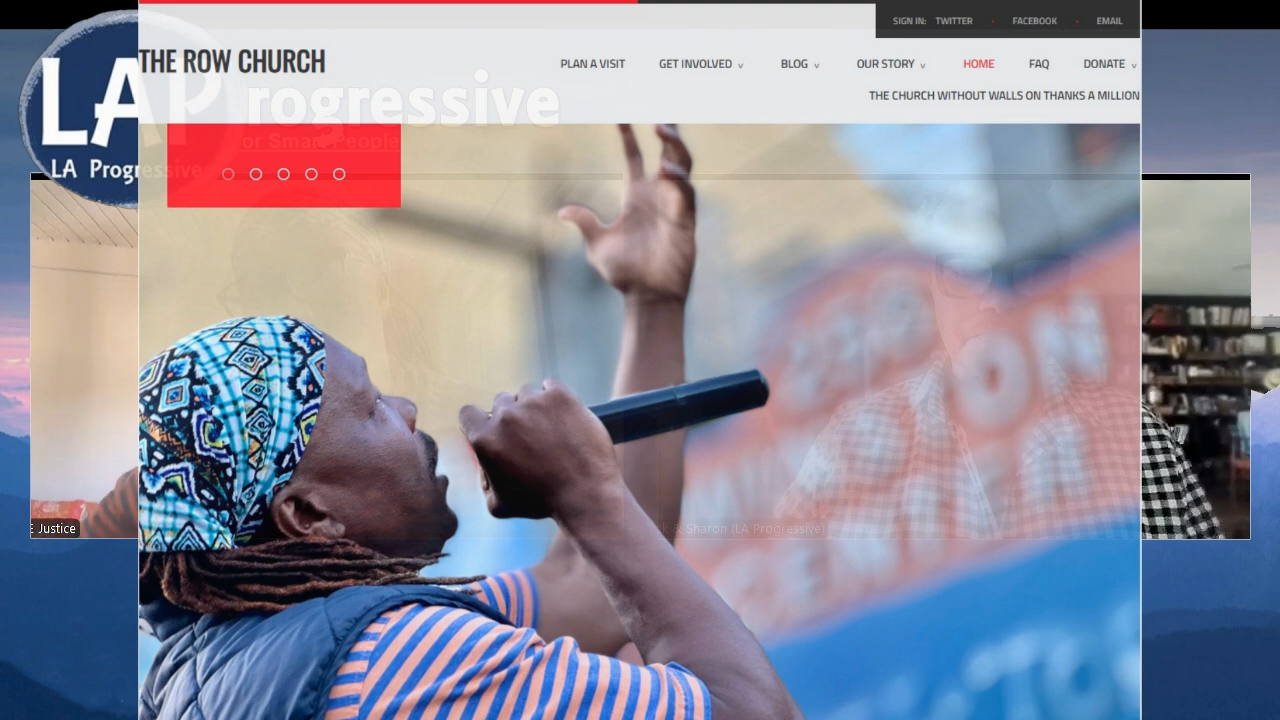 SIGN IN: TWITTER FACEBOOK EMAIL
THE ROW CHURCH
PLAN A VISIT GET INVOLVED BLOG OUR STORY HOME FAQ DONATE
THE CHURCH WITHOUT WALLS ON THANKS A MILLION
LAP rogressive
or Smart People
LA Progressive
Justice
& Sharon (LA Progressive)